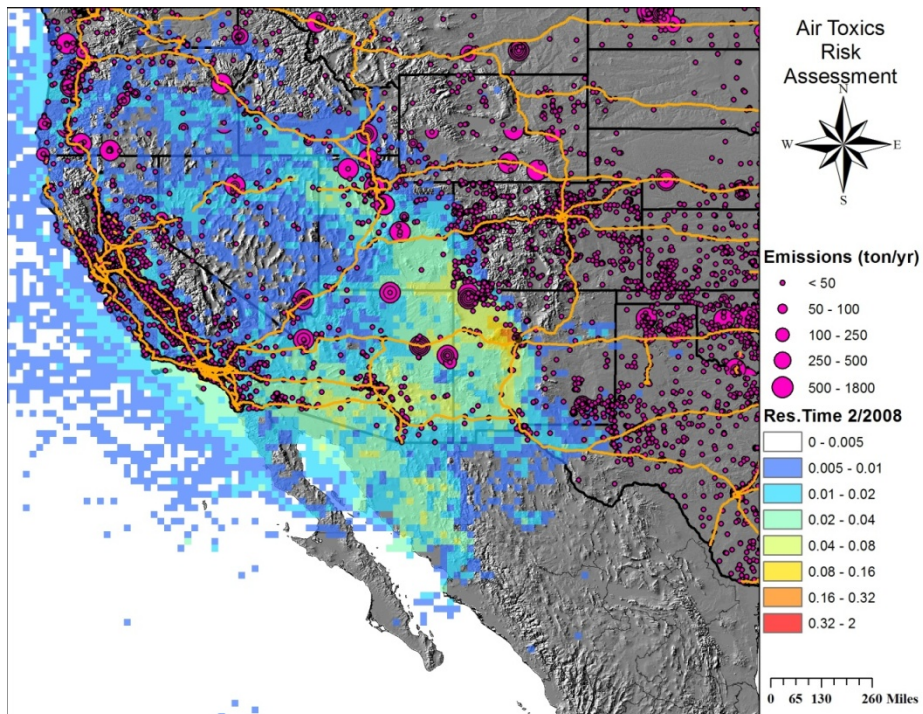 Air Toxics
Risk
Assessment
N
W
E
S
Emissions (ton/yr)
< 50
50 - 100
100 - 250
250 - 500
500 - 1800
Res.Time 2/2008
0 - 0.005
0.005 - 0.01
0.01 - 0.02
0.02 - 0.04
0.04 - 0.08
0.08 - 0.16
0.16 - 0.32
0.32 - 2
0 65 130 260 Miles